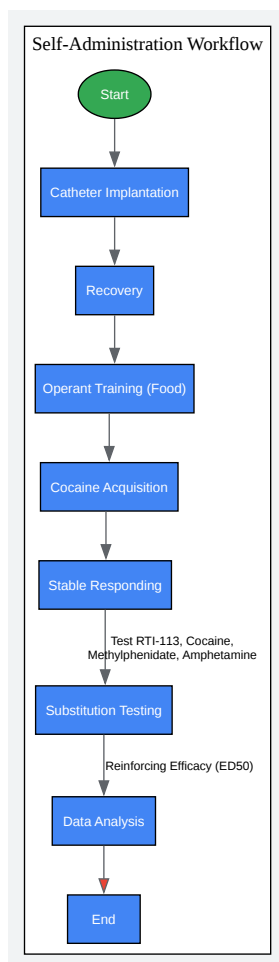 Self-Administration Workflow
Start
Catheter Implantation
Recovery
Operant Training (Food)
Cocaine Acquisition
Stable Responding
Test RTI-113, Cocaine,
Methylphenidate, Amphetamine
Substitution Testing
Reinforcing Efficacy (ED50)
Data Analysis
End